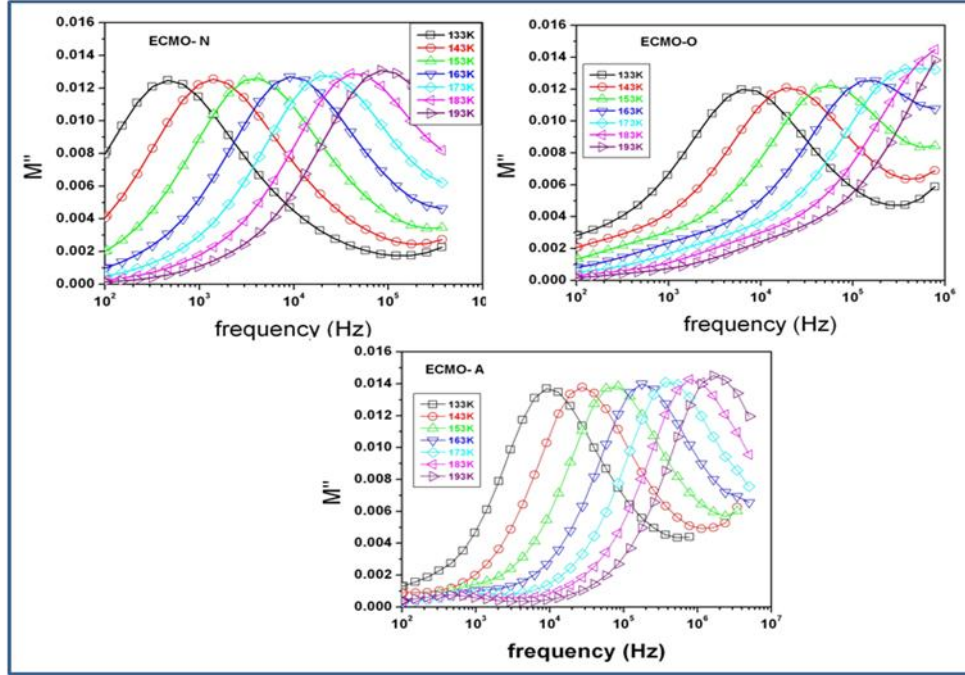 ECMO- N
133K
143K
153K
163K
173K
183K
193K
0.016
0.014
0.012
0.010
0.008
0.006
0.004
0.002
0.000
M"
10²
10³
10⁴
10⁵
frequency (Hz)
ECMO-O
133K
143K
153K
163K
173K
183K
193K
0.016
0.014
0.012
0.010
0.008
0.006
0.004
0.002
0.000
M"
10²
10³
10⁴
10⁵
10⁶
frequency (Hz)
ECMO- A
133K
143K
153K
163K
173K
183K
193K
0.016
0.014
0.012
0.010
0.008
0.006
0.004
0.002
0.000
M"
10²
10³
10⁴
10⁵
10⁶
10⁷
frequency (Hz)